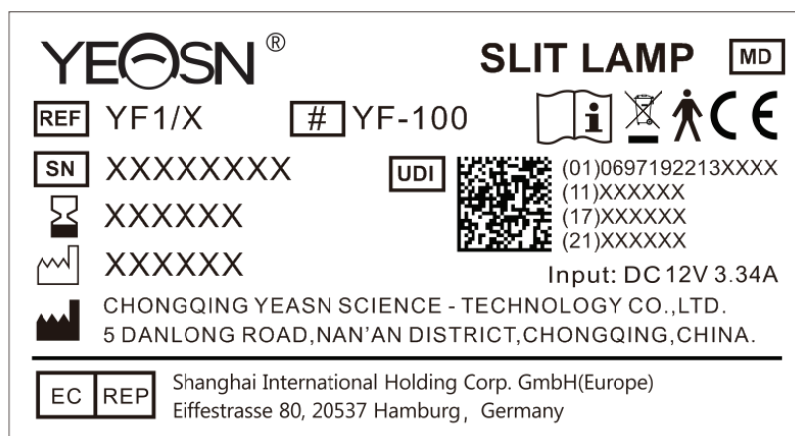 YEASN ® SLIT LAMP MD
REF YF1/X # YF-100
SN XXXXXXXXX UDI (01)0697192213XXXX
(11)XXXXXX
XXXXXX (17)XXXXXX
(21)XXXXXX
XXXXXX Input: DC 12V 3.34A
CHONGQING YEASN SCIENCE - TECHNOLOGY CO.,LTD.
5 DANLONG ROAD,NAN'AN DISTRICT,CHONGQING,CHINA.
EC REP Shanghai International Holding Corp. GmbH(Europe)
Eiffestrasse 80, 20537 Hamburg, Germany